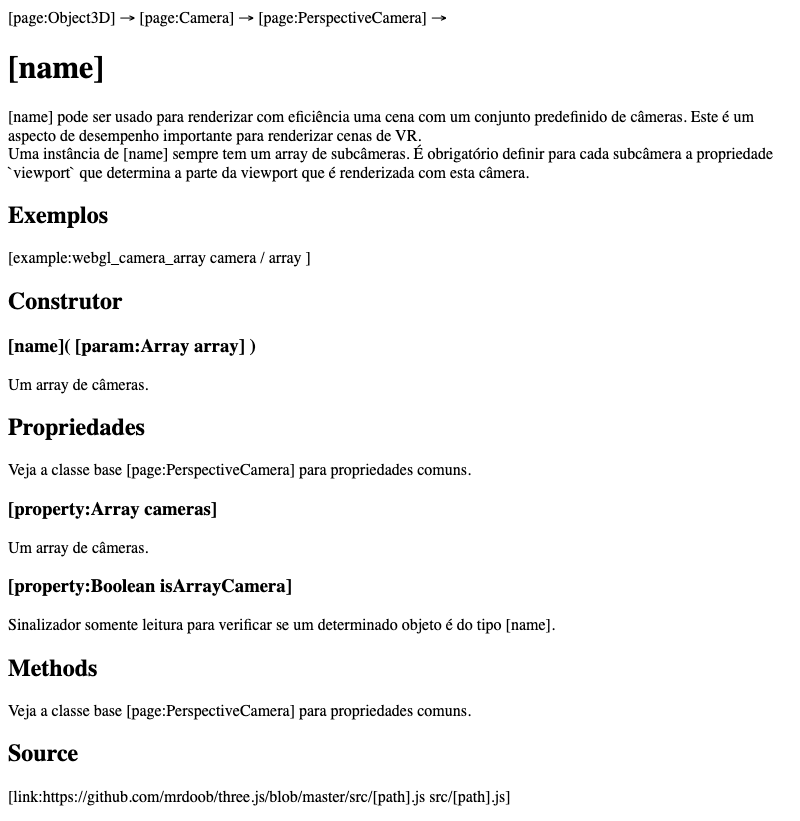 [page:Object3D] → [page:Camera] → [page:PerspectiveCamera] →
[name]
[name] pode ser usado para renderizar com eficiência uma cena com um conjunto predefinido de câmeras. Este é um
aspecto de desempenho importante para renderizar cenas de VR.
Uma instância de [name] sempre tem um array de subcâmeras. É obrigatório definir para cada subcâmera a propriedade
`viewport` que determina a parte da viewport que é renderizada com esta câmera.
Exemplos
[example:webgl_camera_array camera / array ]
Construtor
[name]( [param:Array array] )
Um array de câmeras.
Propriedades
Veja a classe base [page:PerspectiveCamera] para propriedades comuns.
[property:Array cameras]
Um array de câmeras.
[property:Boolean isArrayCamera]
Sinalizador somente leitura para verificar se um determinado objeto é do tipo [name].
Methods
Veja a classe base [page:PerspectiveCamera] para propriedades comuns.
Source
[link:https://github.com/mrdoob/three.js/blob/master/src/[path].js src/[path].js]